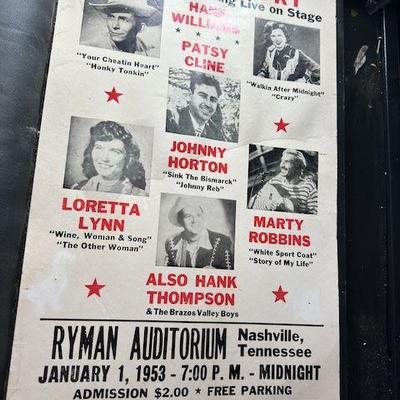 RY
HANK
WILLIAMS
ng Live on Stage
★ ★ ★ ★
PATSY
CLINE
"Your Cheatin Heart"
"Honky Tonkin"
"Walkin After Midnight"
"Crazy"
JOHNNY
HORTON
"Sink The Bismarck"
"Johnny Reb"
LORETTA
LYNN
"Wine, Woman & Song"
"The Other Woman"
MARTY
ROBBINS
"White Sport Coat"
"Story of My Life"
ALSO HANK
THOMPSON
& The Brazos Valley Boys
RYMAN AUDITORIUM Nashville,
Tennessee
JANUARY 1, 1953 - 7:00 P. M. - MIDNIGHT
ADMISSION $2.00 ★ FREE PARKING